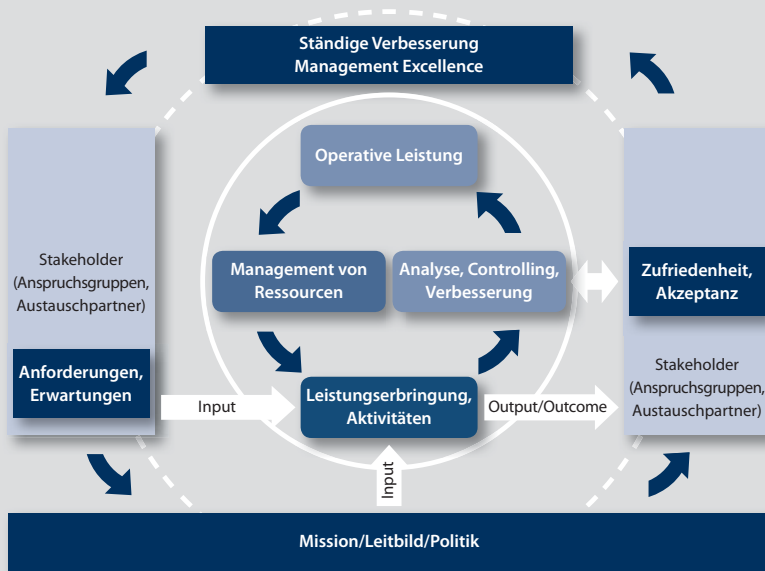 Ständige Verbesserung
Management Excellence
Operative Leistung
Stakeholder
(Anspruchsgruppen,
Austauschpartner)
Management von
Ressourcen
Analyse, Controlling,
Verbesserung
Zufriedenheit,
Akzeptanz
Anforderungen,
Erwartungen
Input
Leistungserbringung,
Aktivitäten
Output/Outcome
Stakeholder
(Anspruchsgruppen,
Austauschpartner)
Input
Mission/Leitbild/Politik